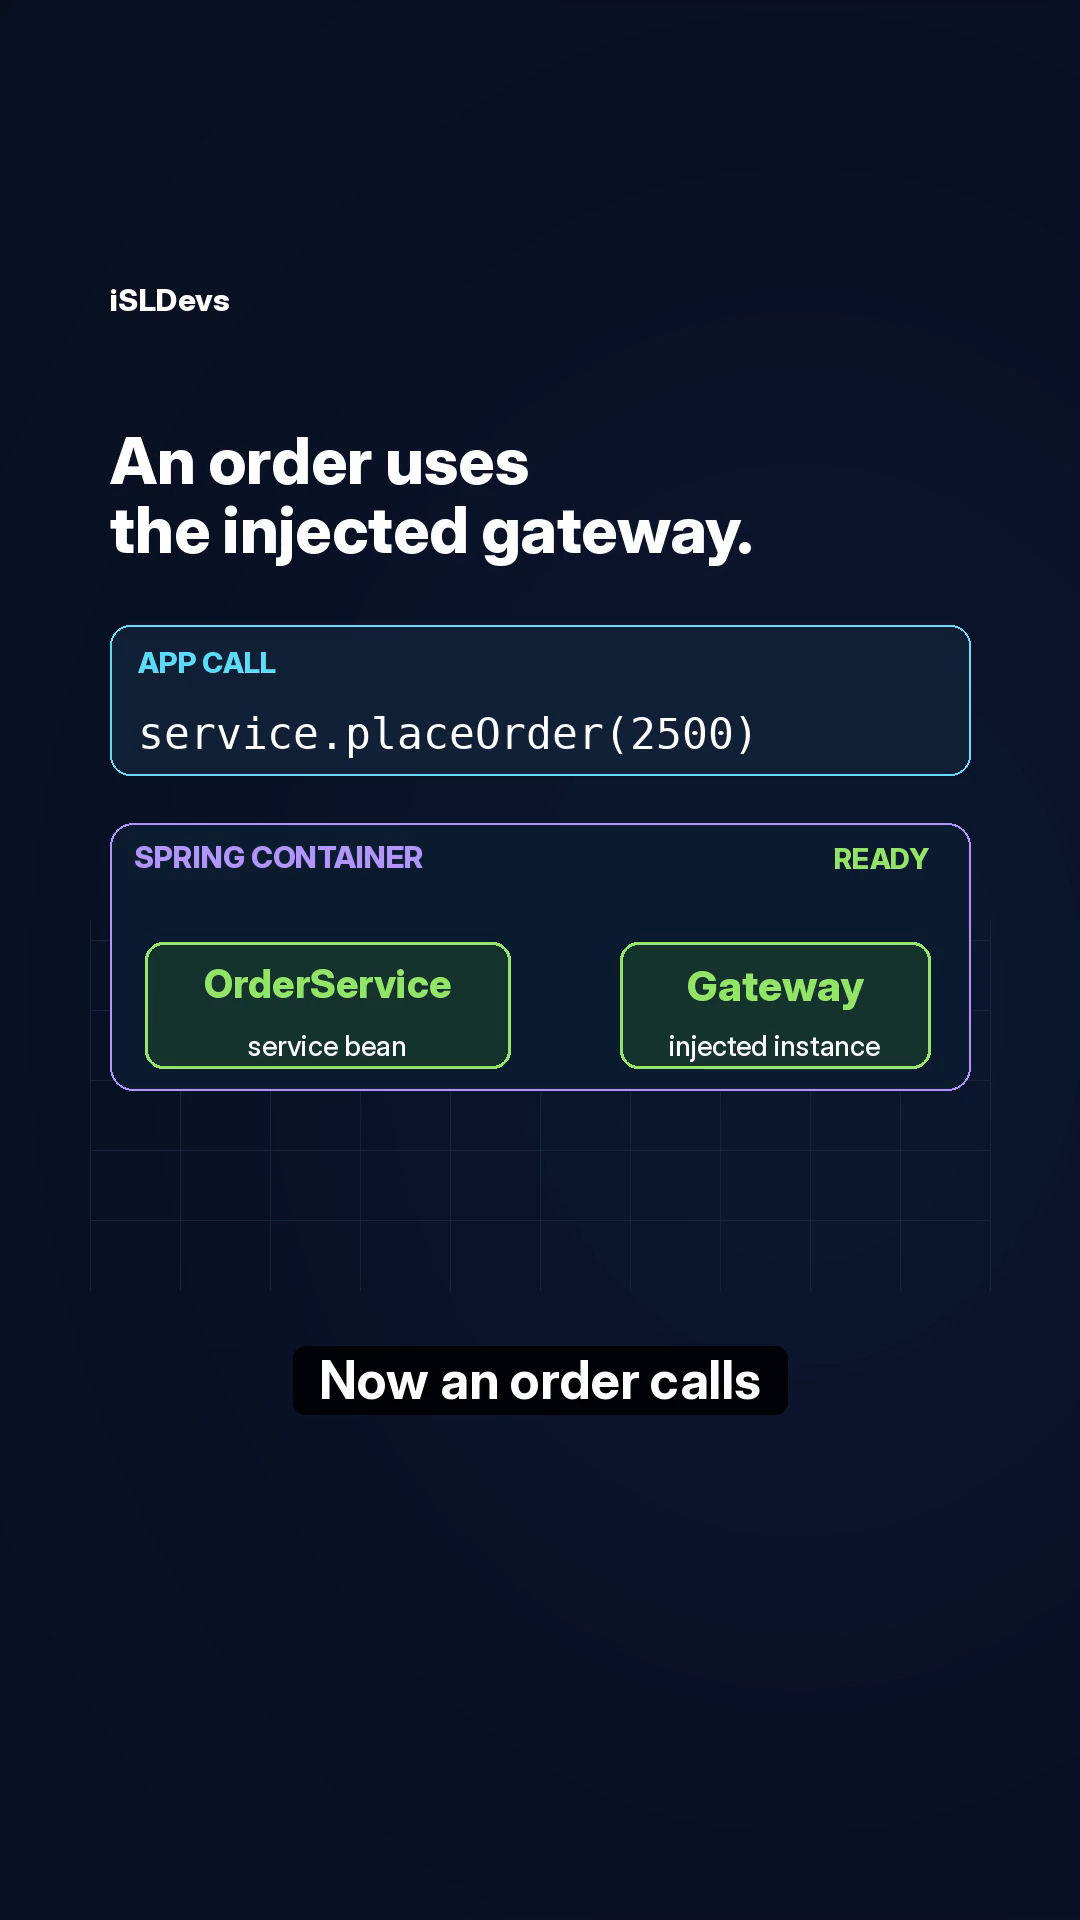 iSLDevs
An order uses
the injected gateway.
APP CALL
service.placeOrder(2500)
SPRING CONTAINER
READY
OrderService
service bean
Gateway
injected instance
Now an order calls